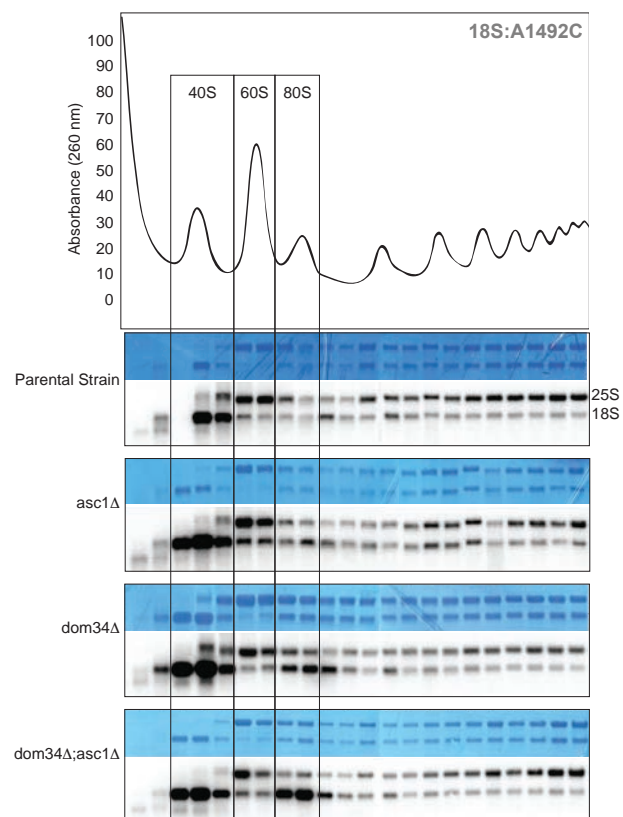 18S:A1492C
100
90
80
70
60
50
40
30
20
10
0
Absorbance (260 nm)
40S 60S 80S
Parental Strain
25S
18S
asc1Δ
dom34Δ
dom34Δ;asc1Δ